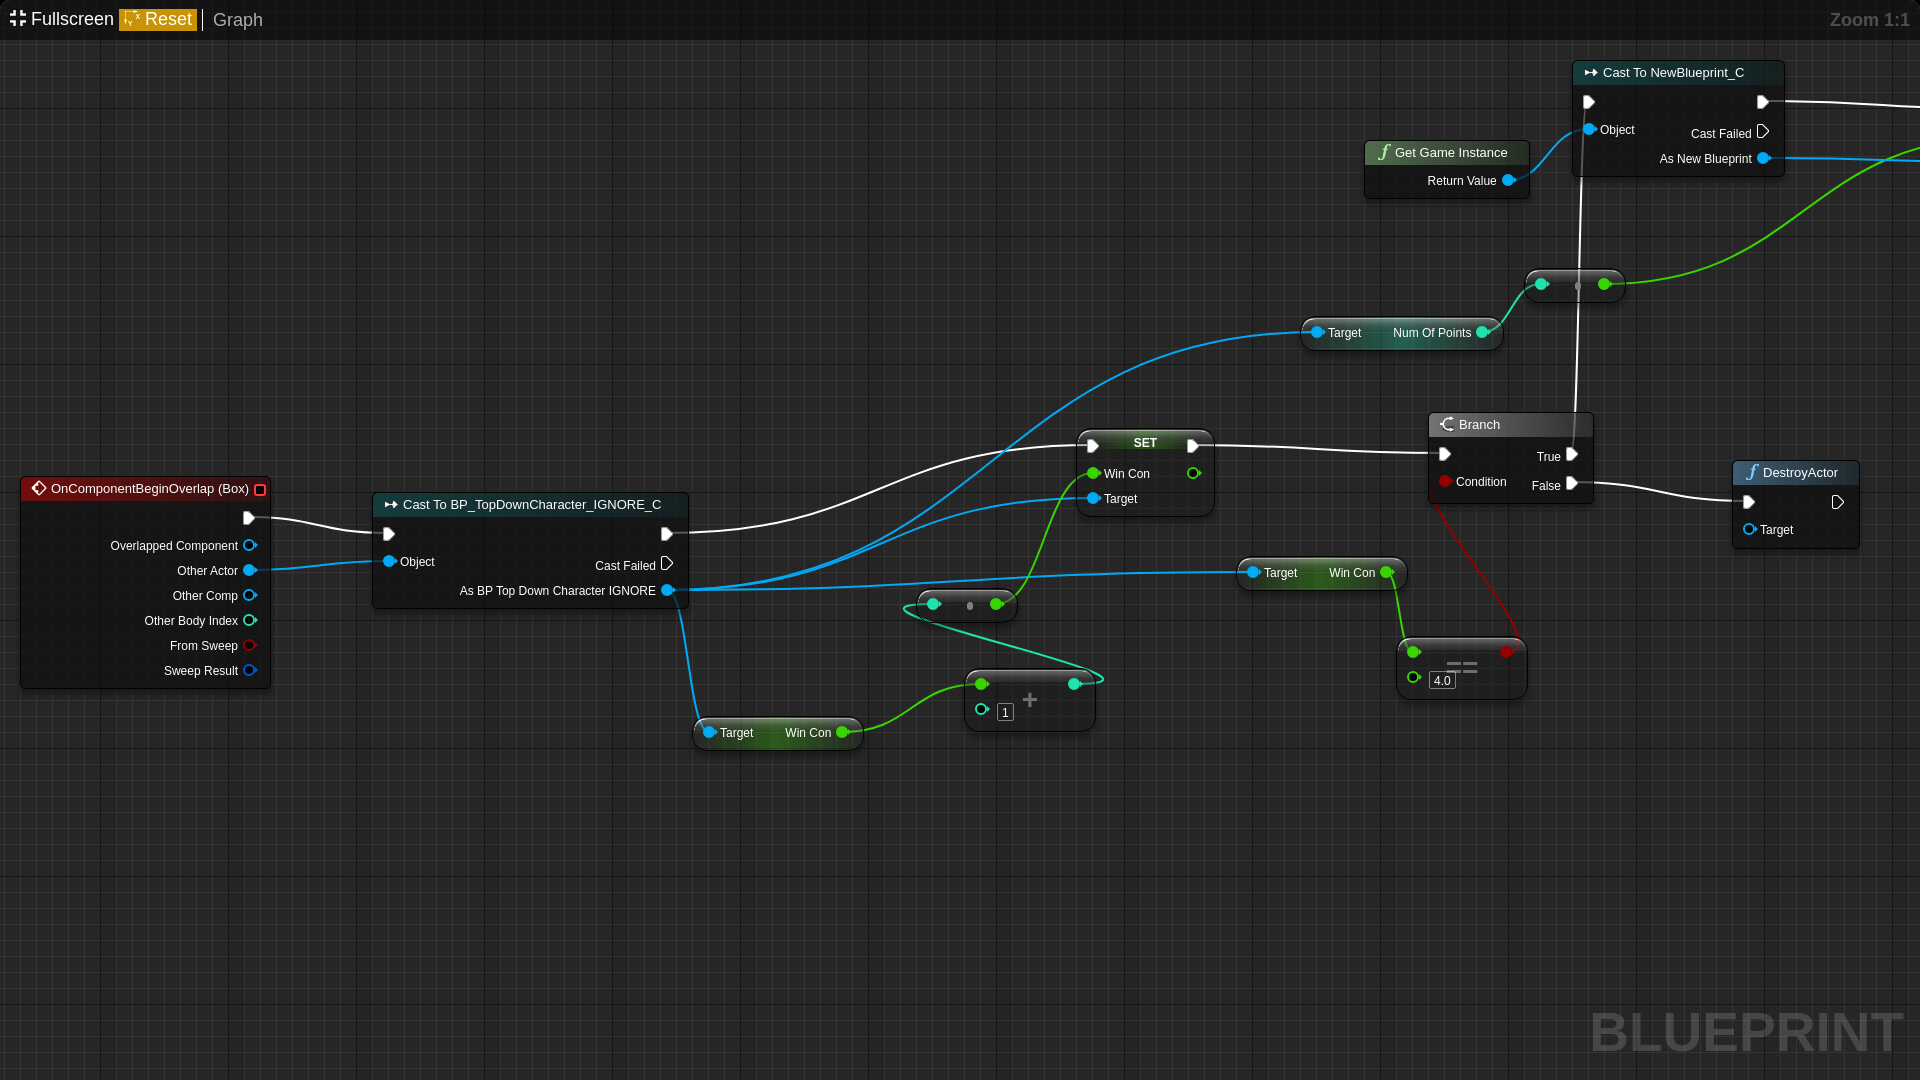 Fullscreen Reset Graph
Zoom 1:1
Cast To NewBlueprint_C
Object
Cast Failed
As New Blueprint
Get Game Instance
Return Value
Target Num Of Points
SET
Win Con
Target
Branch
True
Condition
False
DestroyActor
Target
OnComponentBeginOverlap (Box)
Overlapped Component
Other Actor
Other Comp
Other Body Index
From Sweep
Sweep Result
Cast To BP_TopDownCharacter_IGNORE_C
Object
Cast Failed
As BP Top Down Character IGNORE
Target Win Con
==
4.0
+
1
Target Win Con
BLUEPRINT